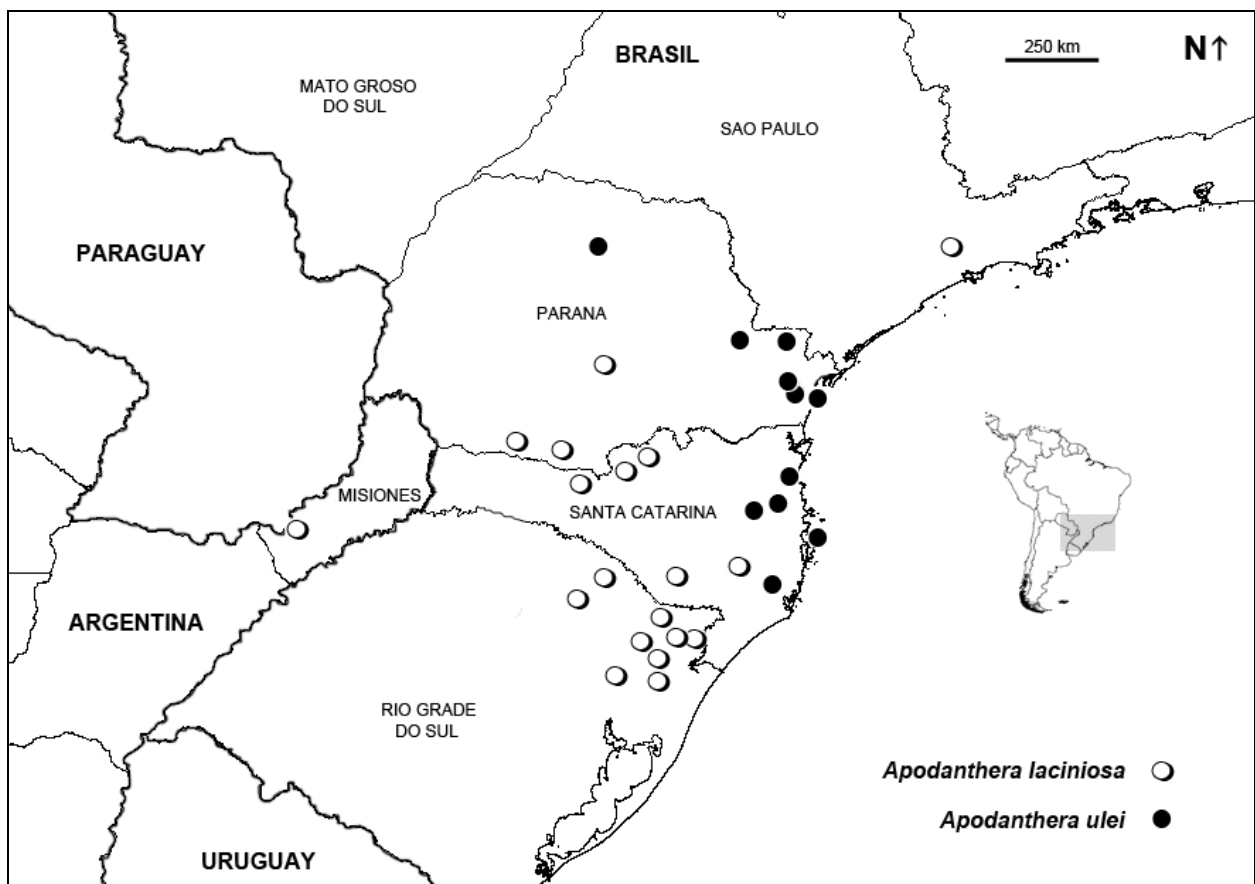 BRASIL
250 km
N↑
MATO GROSO
DO SUL
SAO PAULO
PARAGUAY
PARANA
MISIONES
SANTA CATARINA
ARGENTINA
RIO GRADE
DO SUL
Apodanthera laciniosa
Apodanthera ulei
URUGUAY